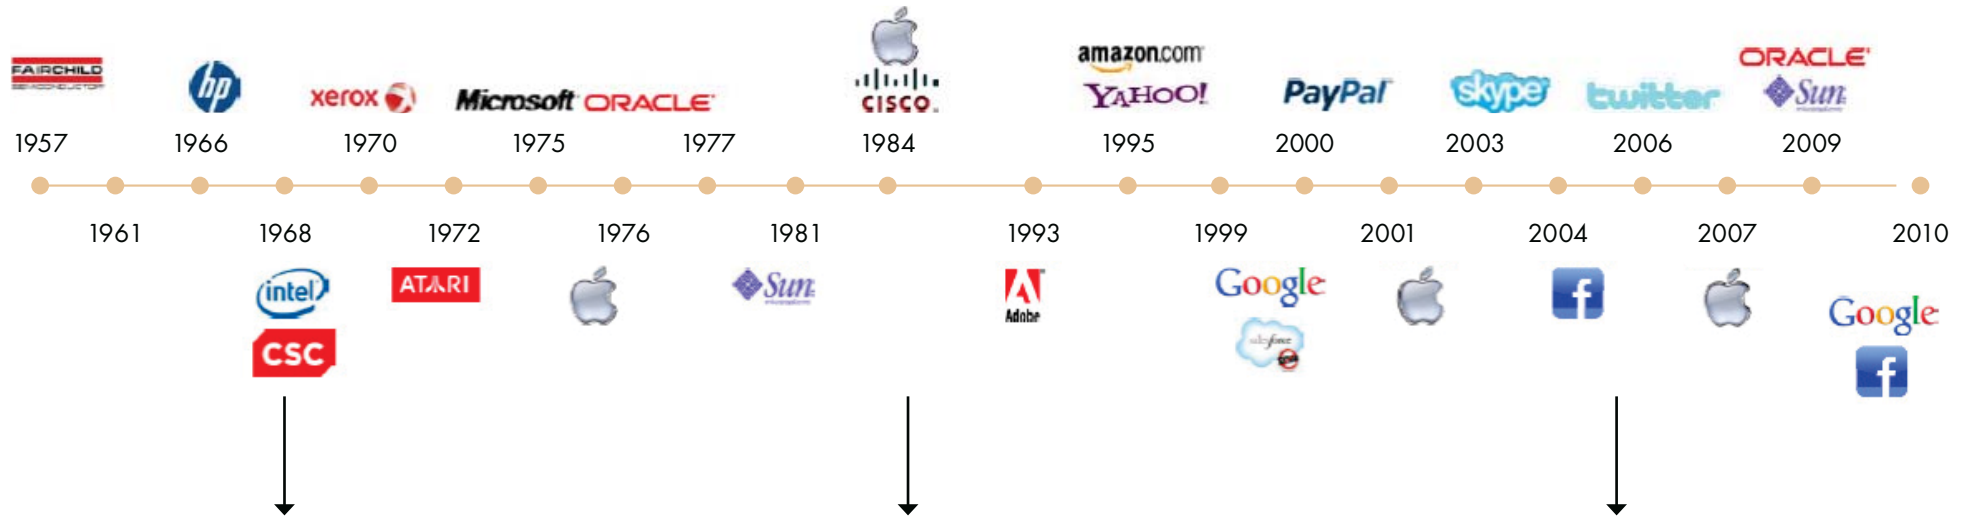 amazon.com
ORACLE
FAIRCHILD
SEMICONDUCTOR
hp
xerox
Microsoft ORACLE
CISCO
YAHOO!
PayPal
skype
twitter
Sun
1957 1966 1970 1975 1977 1984 1995 2000 2003 2006 2009
1961 1968 1972 1976 1981 1993 1999 2001 2004 2007 2010
intel
ATARI
Sun
Adobe
Google
f
Google
CSC
salesforce
f